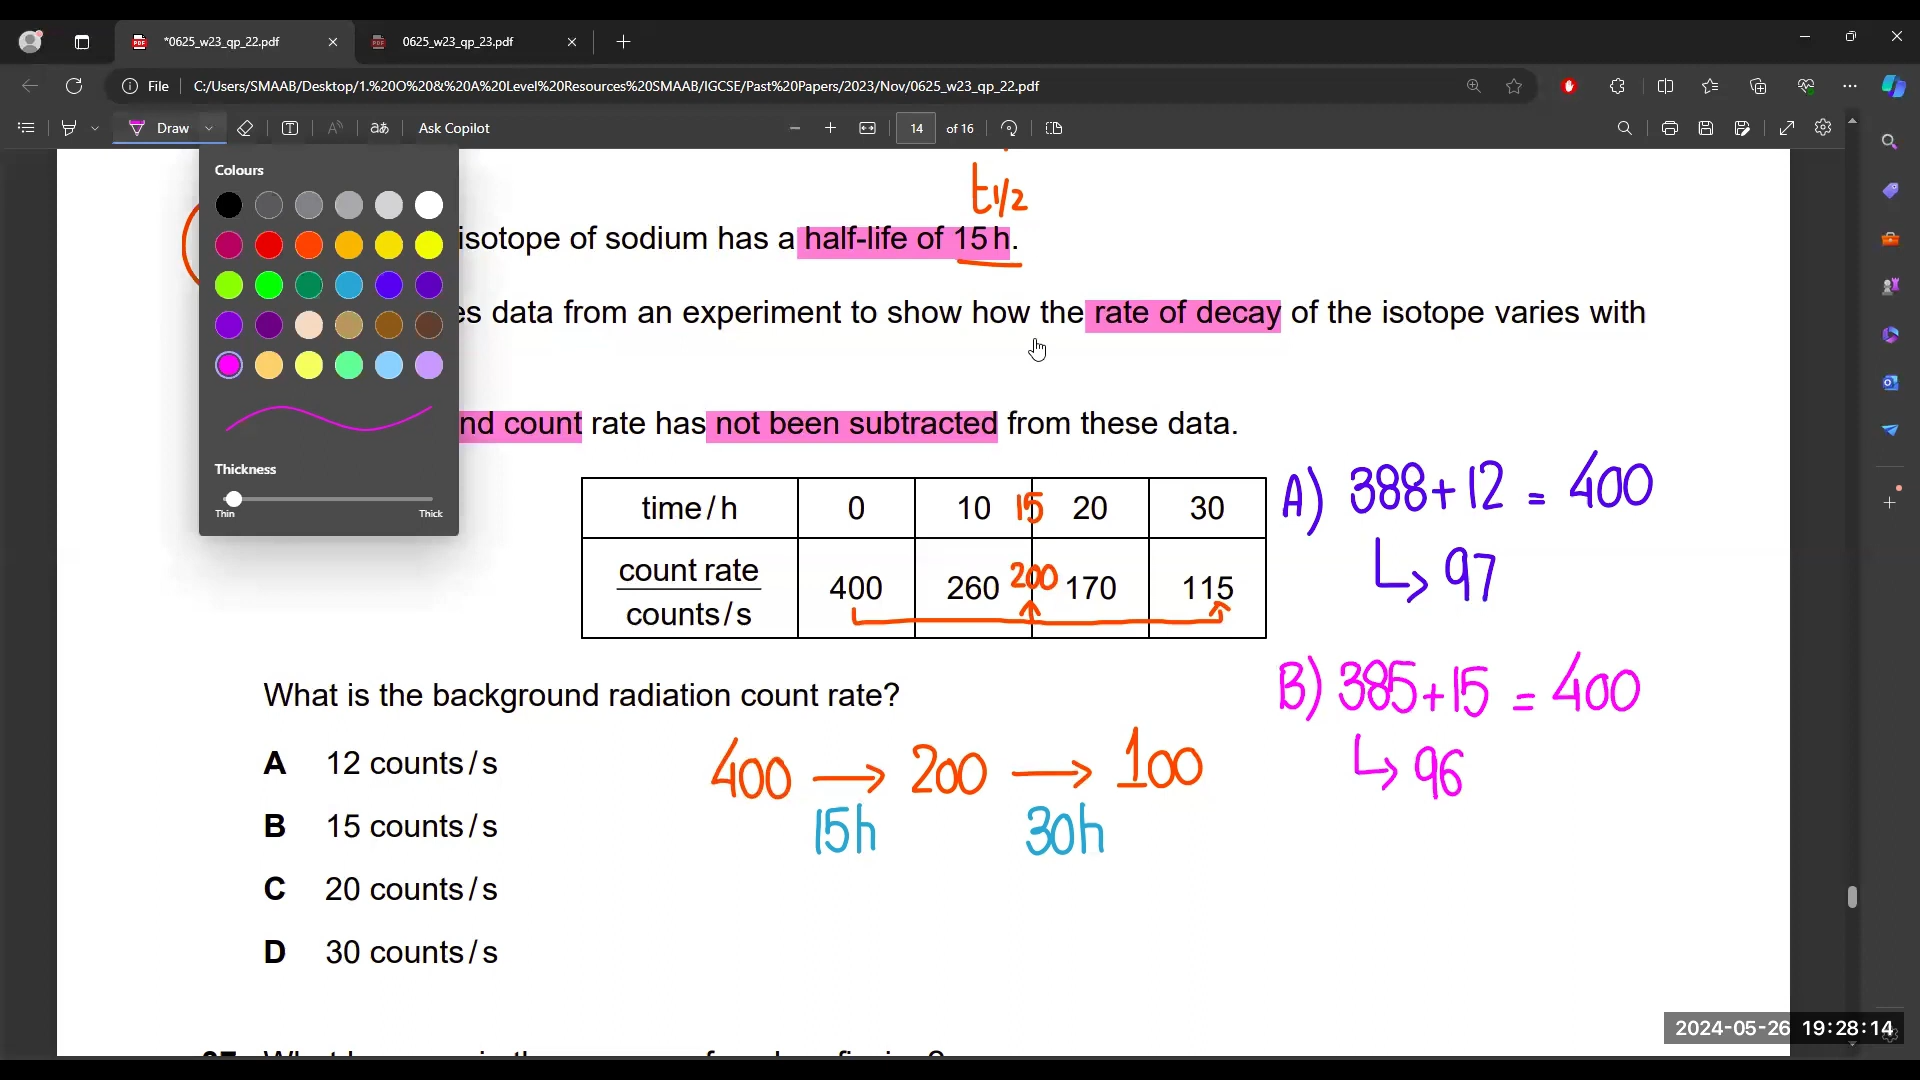 *0625_w23_qp_22.pdf
0625_w23_qp_23.pdf
File
C:/Users/SMAAB/Desktop/1.%20O%20&%20A%20Level%20Resources%20SMAAB/IGCSE/Past%20Papers/2023/Nov/0625_w23_qp_22.pdf
Draw
Ask Copilot
14 of 16
Colours
Thickness
Thin
Thick
t1/2
isotope of sodium has a half-life of 15 h.
es data from an experiment to show how the rate of decay of the isotope varies with
nd count rate has not been subtracted from these data.
time / h 0 10 15 20 30
count rate
counts / s
400 260 200 170 115
A) 388+12 = 400
↳ 97
B) 385+15 = 400
↳ 96
What is the background radiation count rate?
A 12 counts / s
B 15 counts / s
C 20 counts / s
D 30 counts / s
400 → 200 → 100
15h 30h
2024-05-26 19:28:14